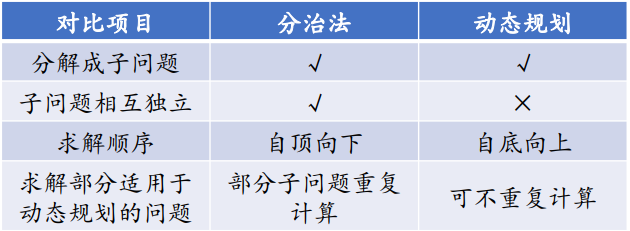 对比项目 分治法 动态规划
分解成子问题 √ √
子问题相互独立 √ ×
求解顺序 自顶向下 自底向上
求解部分适用于 部分子问题重复 可不重复计算
动态规划的问题 计算